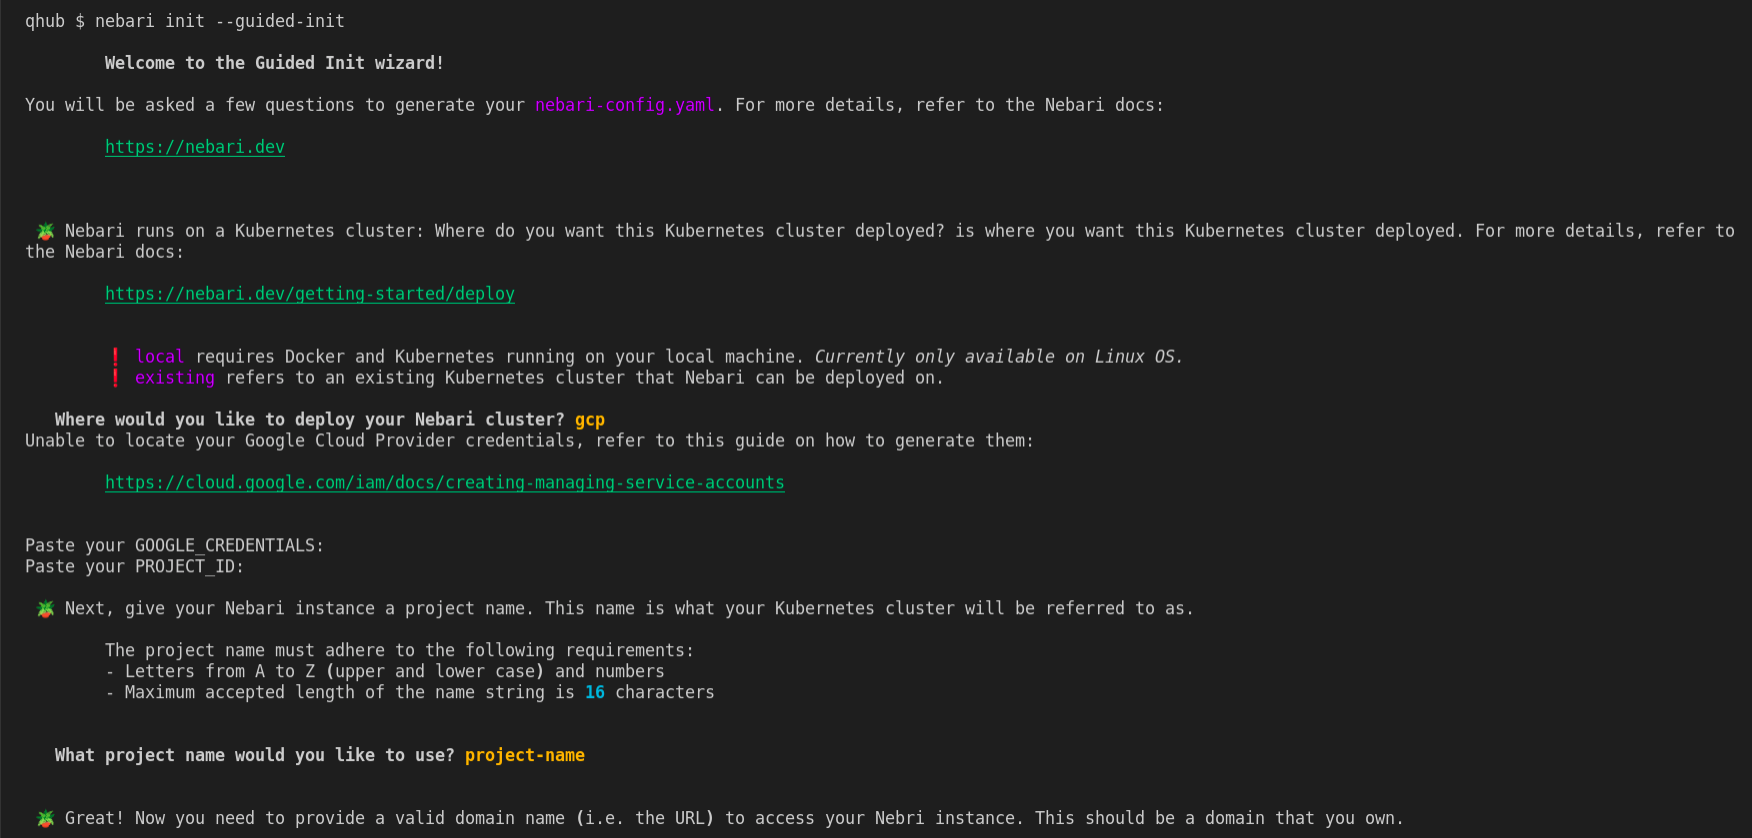 qhub $ nebari init --guided-init
Welcome to the Guided Init wizard!
You will be asked a few questions to generate your nebari-config.yaml. For more details, refer to the Nebari docs:
https://nebari.dev
🪴 Nebari runs on a Kubernetes cluster: Where do you want this Kubernetes cluster deployed? is where you want this Kubernetes cluster deployed. For more details, refer to
the Nebari docs:
https://nebari.dev/getting-started/deploy
❗ local requires Docker and Kubernetes running on your local machine. Currently only available on Linux OS.
❗ existing refers to an existing Kubernetes cluster that Nebari can be deployed on.
Where would you like to deploy your Nebari cluster? gcp
Unable to locate your Google Cloud Provider credentials, refer to this guide on how to generate them:
https://cloud.google.com/iam/docs/creating-managing-service-accounts
Paste your GOOGLE_CREDENTIALS:
Paste your PROJECT_ID:
🪴 Next, give your Nebari instance a project name. This name is what your Kubernetes cluster will be referred to as.
The project name must adhere to the following requirements:
- Letters from A to Z (upper and lower case) and numbers
- Maximum accepted length of the name string is 16 characters
What project name would you like to use? project-name
🪴 Great! Now you need to provide a valid domain name (i.e. the URL) to access your Nebri instance. This should be a domain that you own.